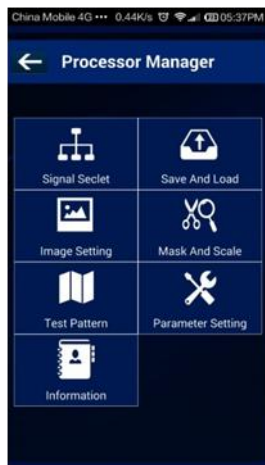 China Mobile 4G ••• 0.44K/s 05:37PM
Processor Manager
Signal Seclet
Save And Load
Image Setting
Mask And Scale
Test Pattern
Parameter Setting
Information